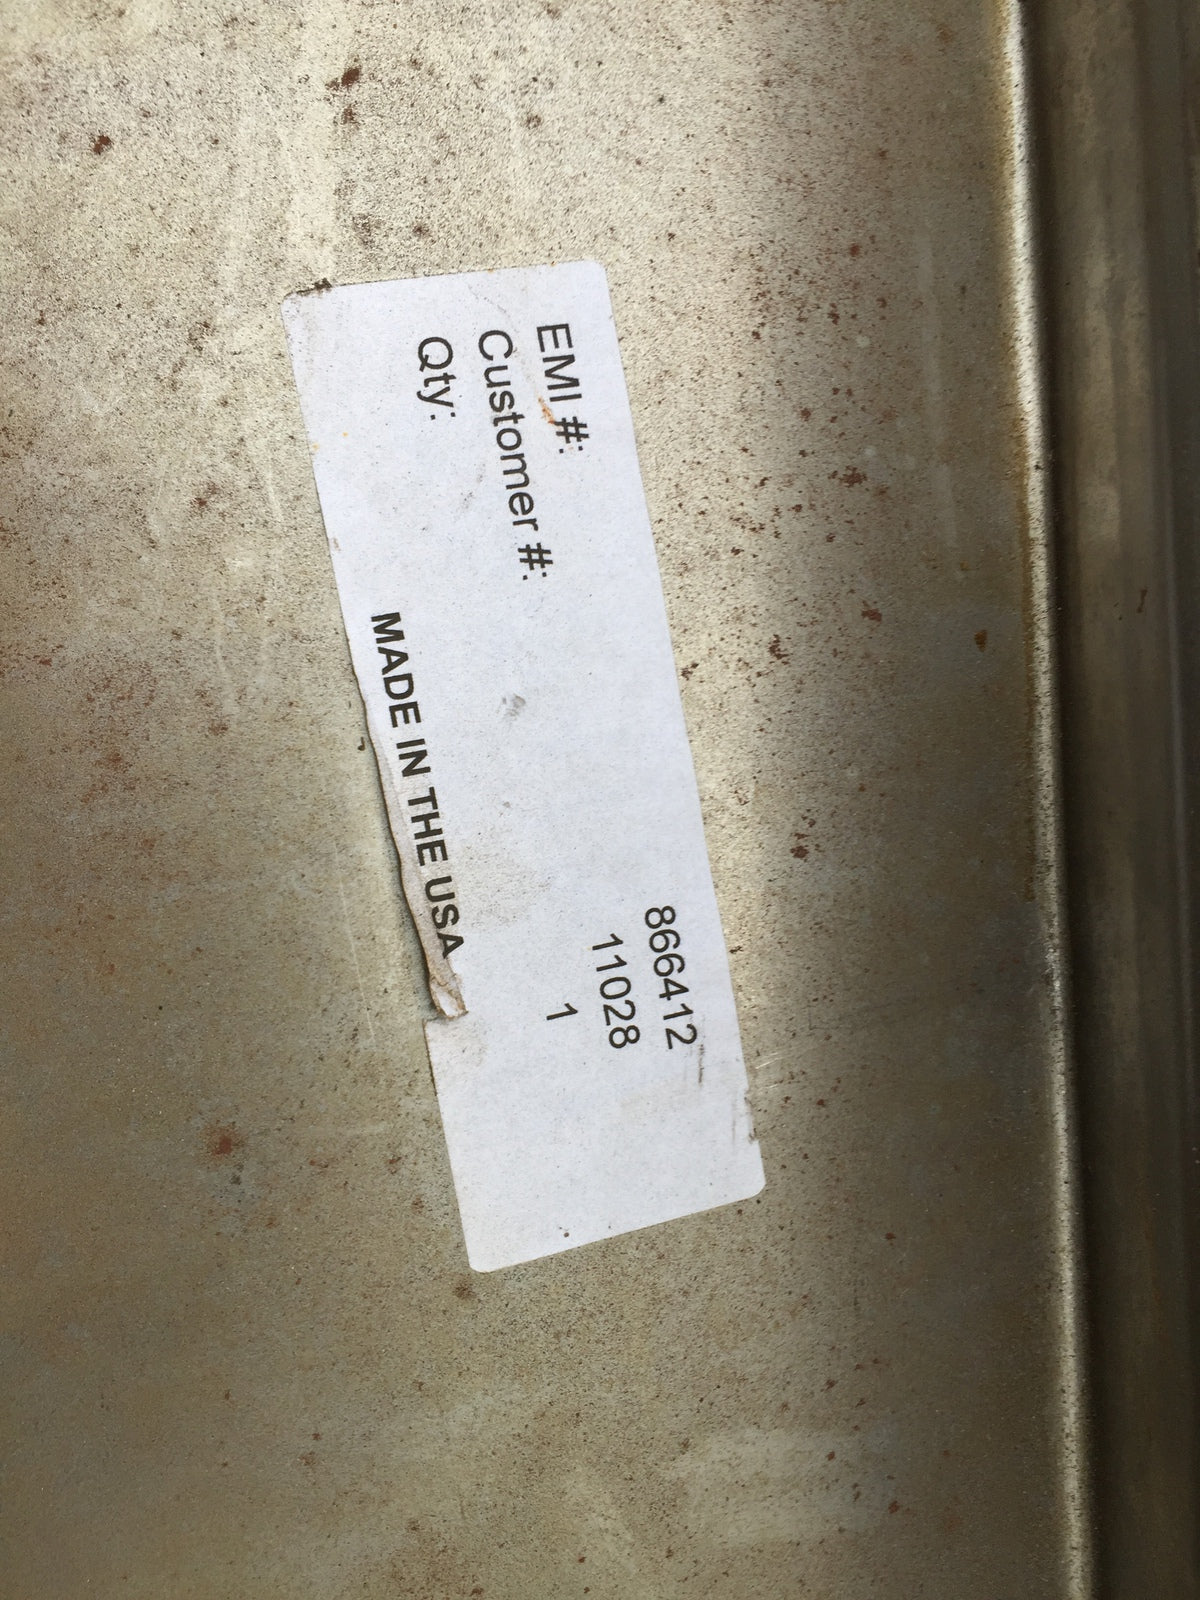 EMI #: 866412
Customer #: 11028
Qty: 1
MADE IN THE USA